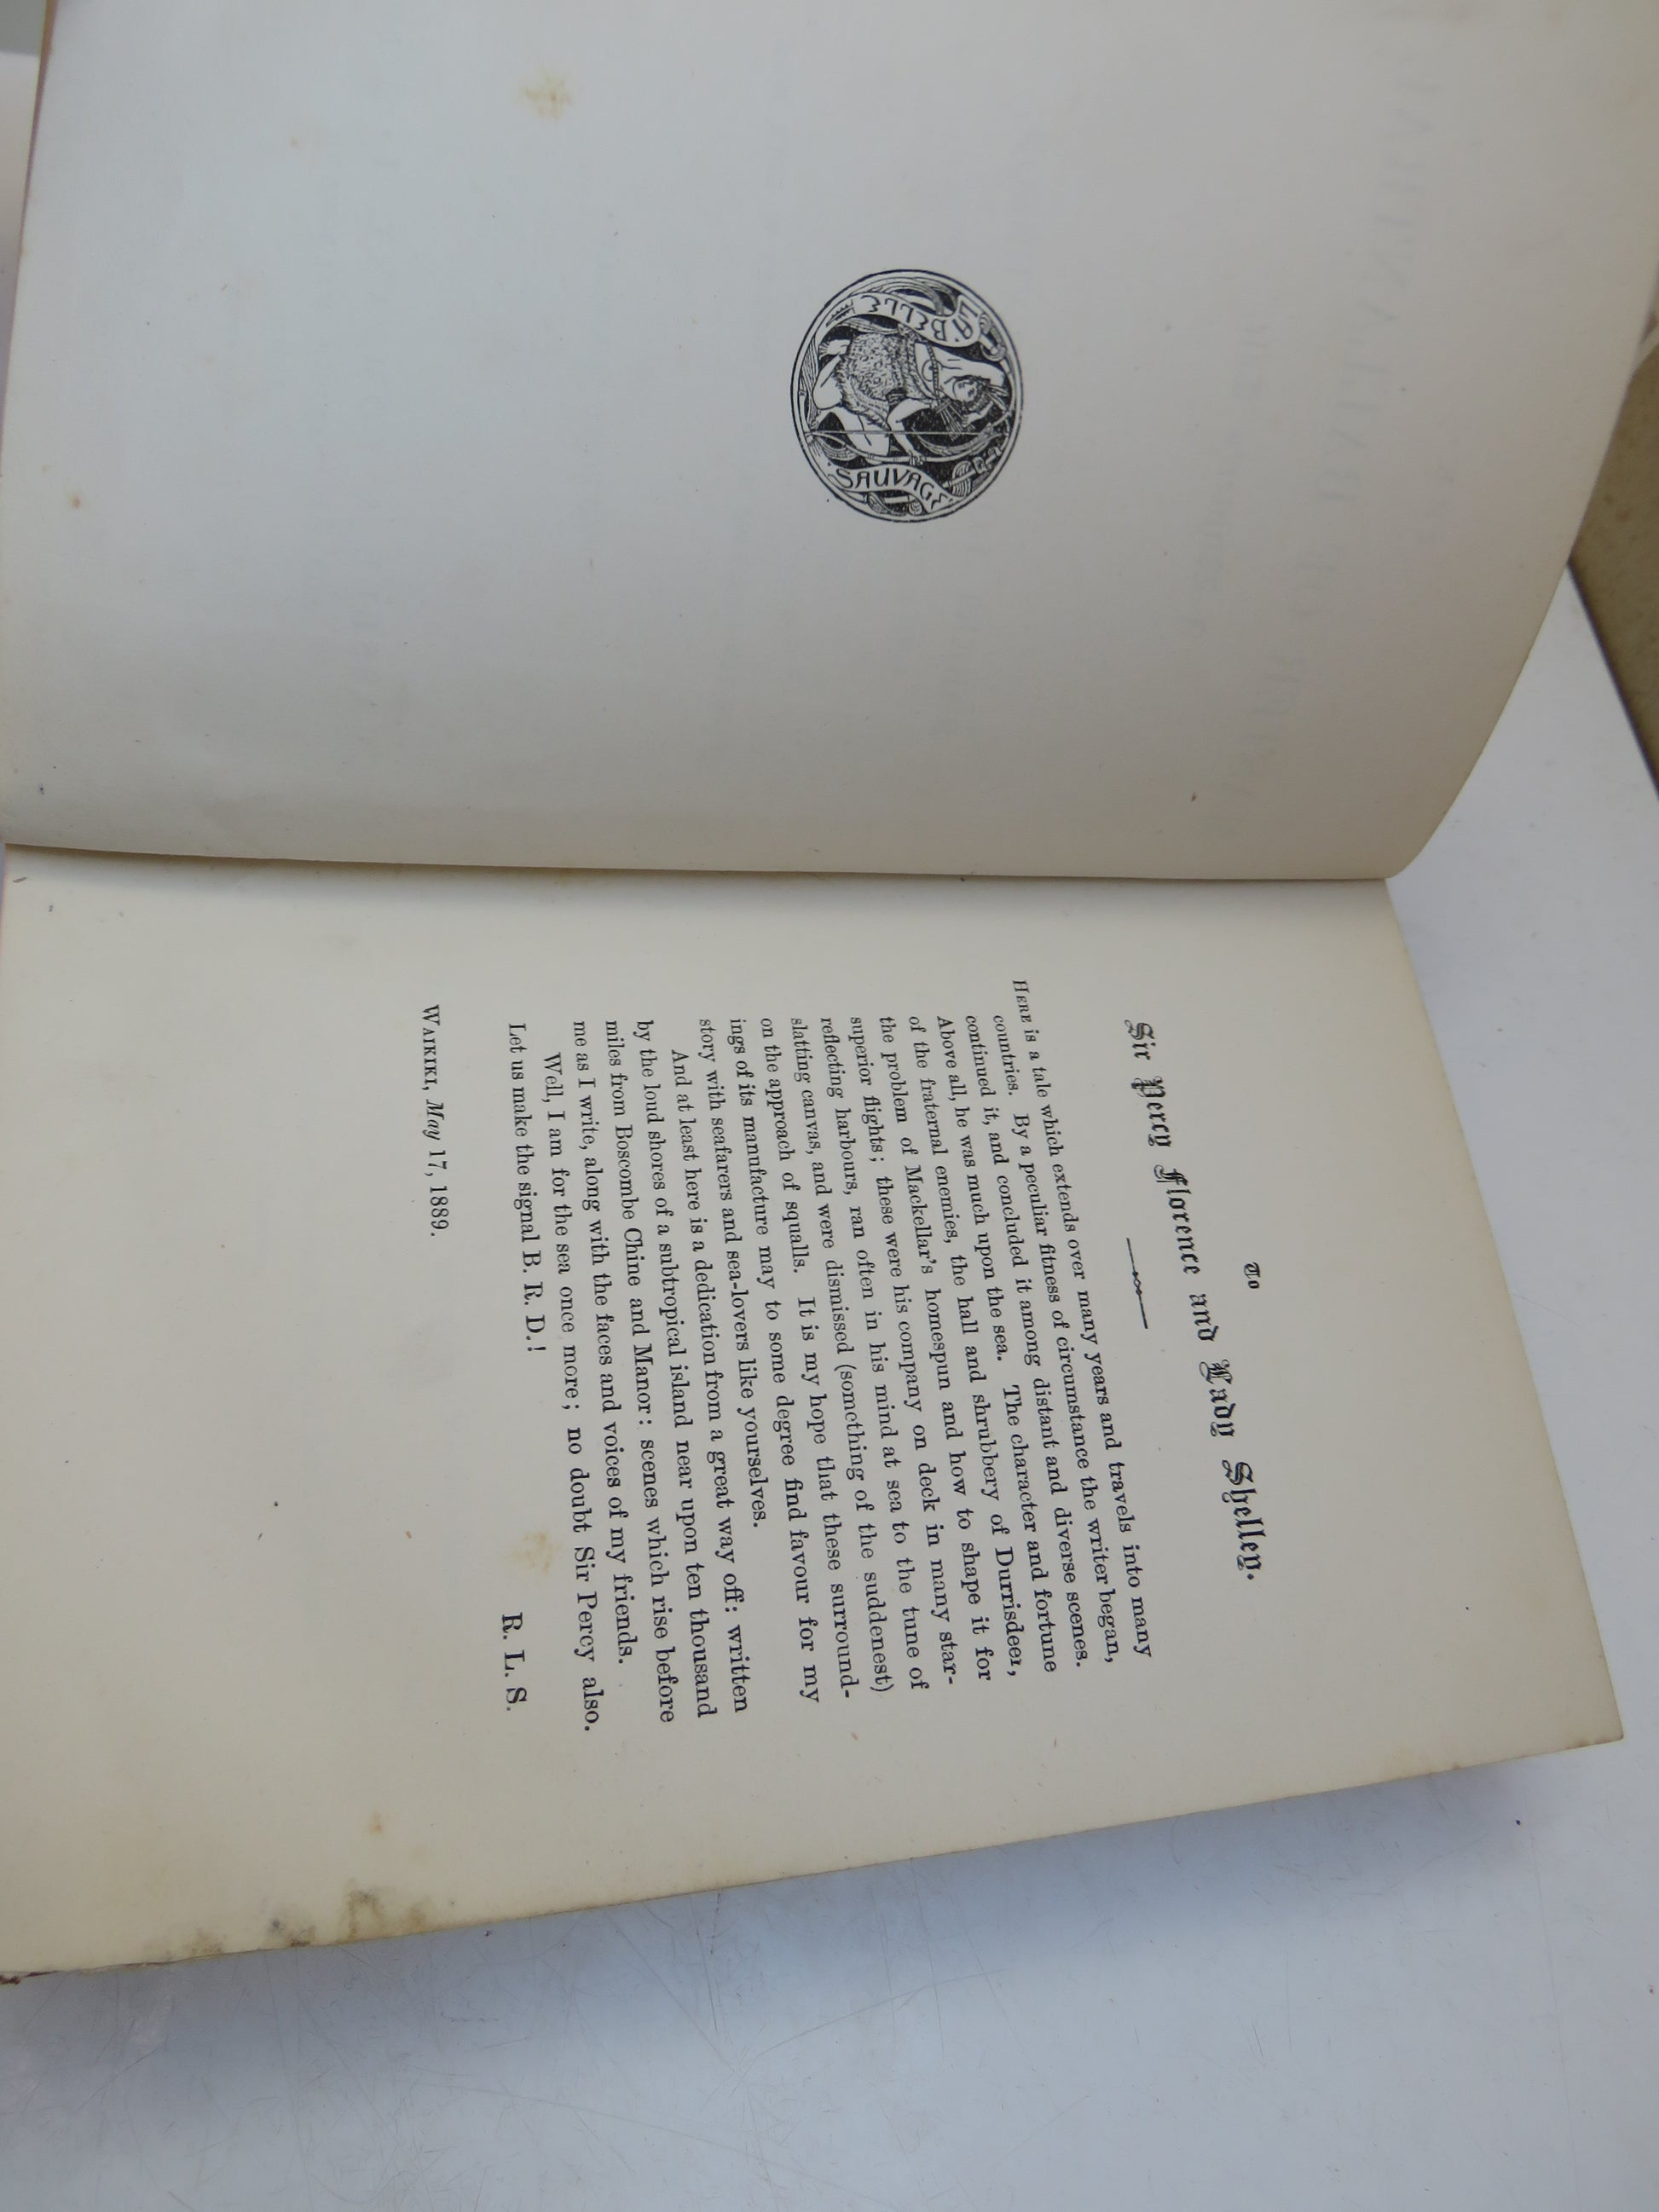 LA BELLE
SAUVAGE
To
Sir Percy Florence and Lady Shelley.
HERE is a tale which extends over many years and travels into many
countries. By a peculiar fitness of circumstance the writer began,
continued it, and concluded it among distant and diverse scenes.
Above all, he was much upon the sea. The character and fortune
of the fraternal enemies, the hall and shrubbery of Durrisdeer,
the problem of Mackellar's homespun and how to shape it for
superior flights; these were his company on deck in many star-
reflecting harbours, ran often in his mind at sea to the tune of
slatting canvas, and were dismissed (something of the suddenest)
on the approach of squalls. It is my hope that these surround-
ings of its manufacture may to some degree find favour for my
story with seafarers and sea-lovers like yourselves.
And at least here is a dedication from a great way off: written
by the loud shores of a subtropical island near upon ten thousand
miles from Boscombe Chine and Manor: scenes which rise before
me as I write, along with the faces and voices of my friends.
Well, I am for the sea once more; no doubt Sir Percy also.
Let us make the signal B. R. D.!
R. L. S.
WAIKIKI, May 17, 1889.